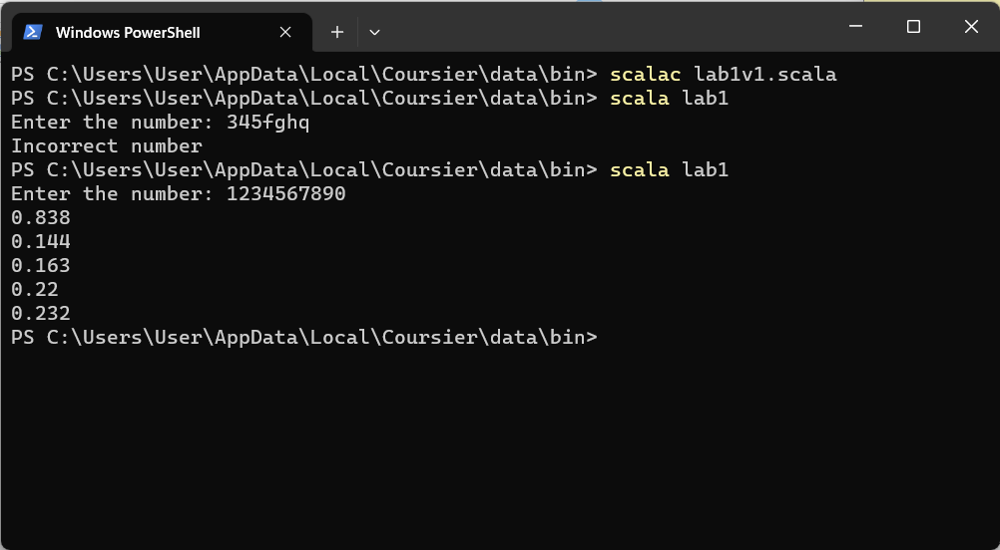 Windows PowerShell
PS C:\Users\User\AppData\Local\Coursier\data\bin> scalac lab1v1.scala
PS C:\Users\User\AppData\Local\Coursier\data\bin> scala lab1
Enter the number: 345fghq
Incorrect number
PS C:\Users\User\AppData\Local\Coursier\data\bin> scala lab1
Enter the number: 1234567890
0.838
0.144
0.163
0.22
0.232
PS C:\Users\User\AppData\Local\Coursier\data\bin>